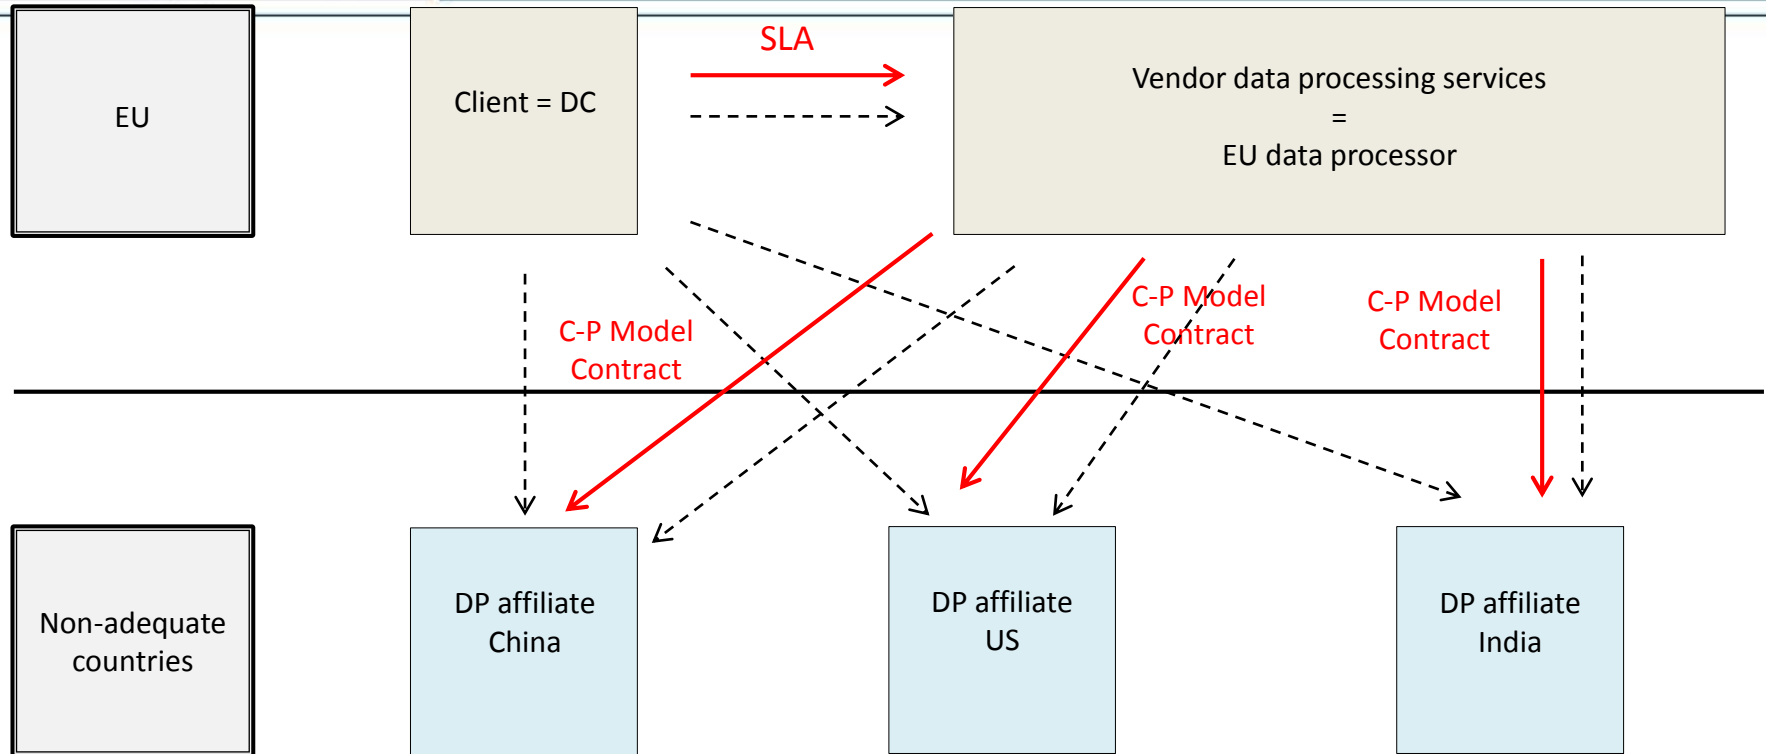 SLA
EU
Client = DC
Vendor data processing services
=
EU data processor
C-P Model
Contract
C-P Model
Contract
C-P Model
Contract
Non-adequate
countries
DP affiliate
China
DP affiliate
US
DP affiliate
India